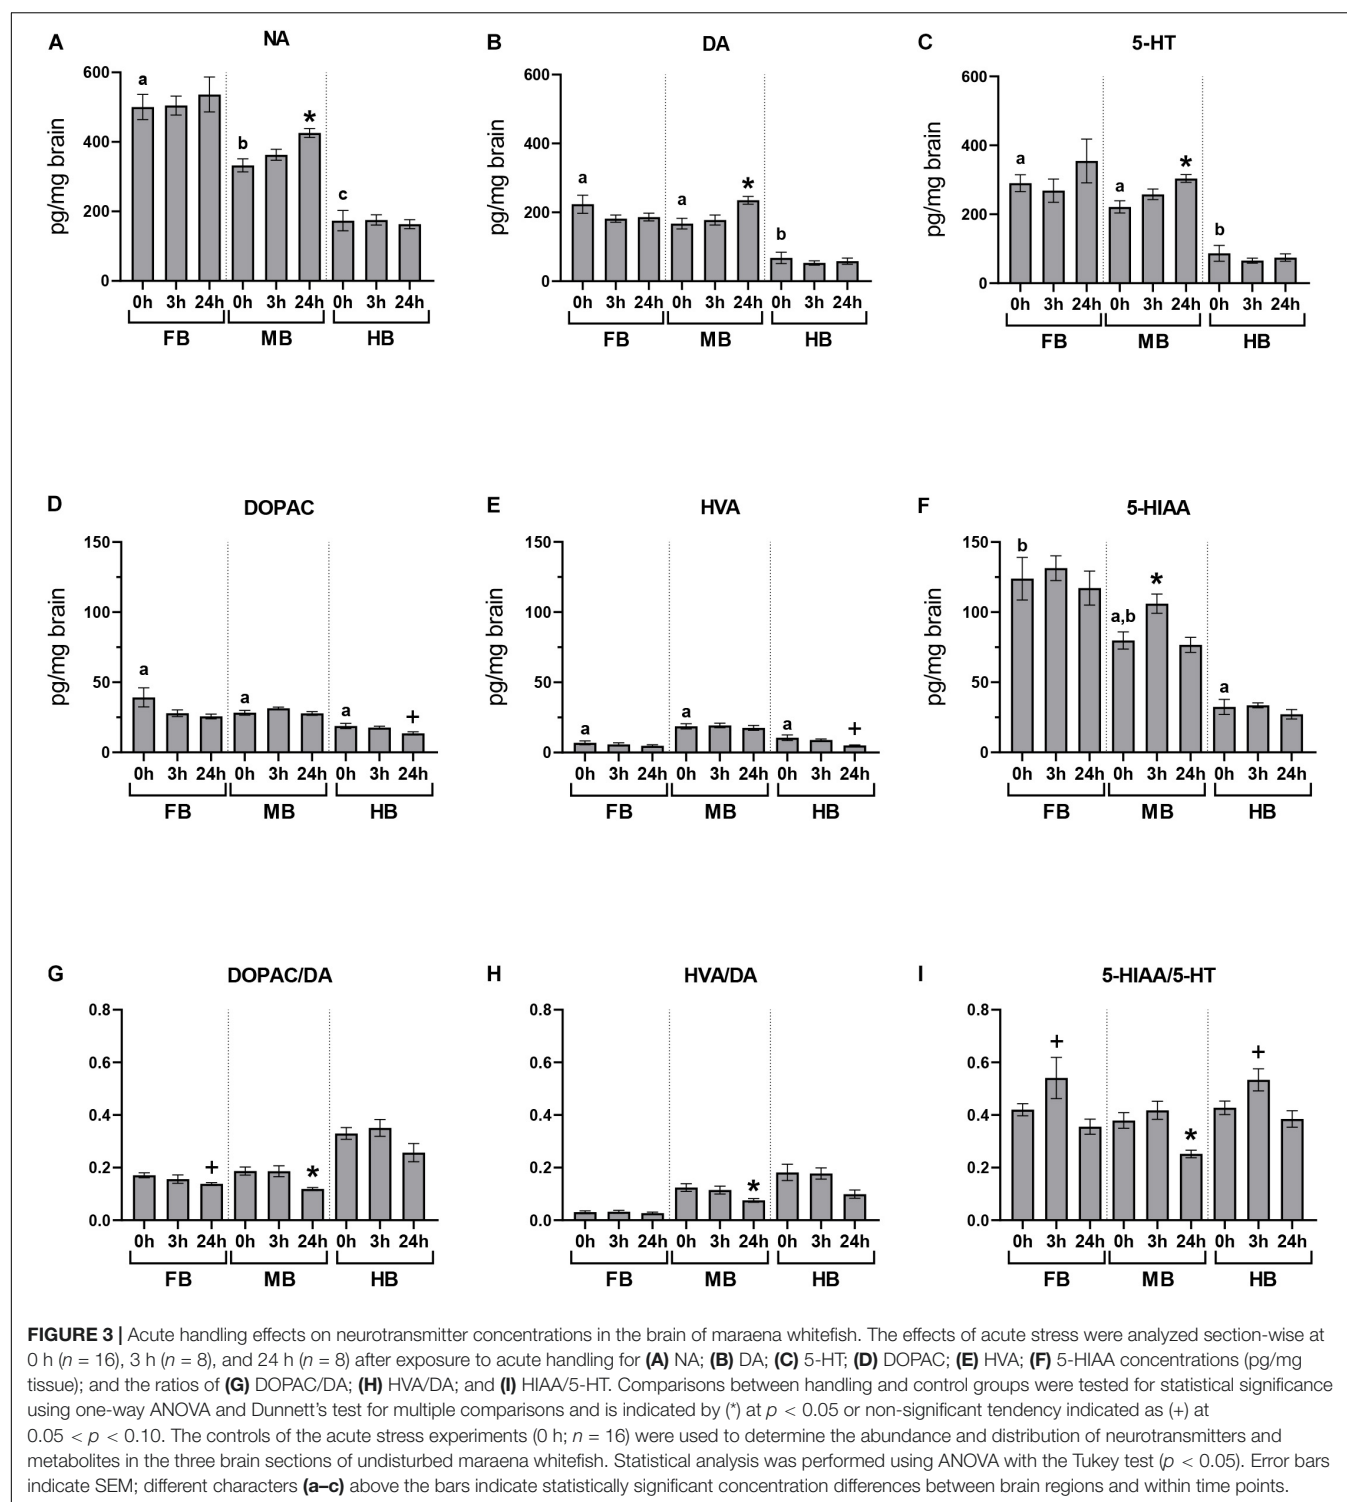 A
NA
pg/mg brain
600
400
200
0
a
b
*
c
0h 3h 24h 0h 3h 24h 0h 3h 24h
FB MB HB
B
DA
pg/mg brain
600
400
200
0
a
a
*
b
0h 3h 24h 0h 3h 24h 0h 3h 24h
FB MB HB
C
5-HT
pg/mg brain
600
400
200
0
a
a
*
b
0h 3h 24h 0h 3h 24h 0h 3h 24h
FB MB HB
D
DOPAC
pg/mg brain
150
100
50
0
a
a
a
+
0h 3h 24h 0h 3h 24h 0h 3h 24h
FB MB HB
E
HVA
pg/mg brain
150
100
50
0
a
a
a
+
0h 3h 24h 0h 3h 24h 0h 3h 24h
FB MB HB
F
5-HIAA
pg/mg brain
150
100
50
0
b
a,b
*
a
0h 3h 24h 0h 3h 24h 0h 3h 24h
FB MB HB
G
DOPAC/DA
0.8
0.6
0.4
0.2
0.0
+
*
0h 3h 24h 0h 3h 24h 0h 3h 24h
FB MB HB
H
HVA/DA
0.8
0.6
0.4
0.2
0.0
*
0h 3h 24h 0h 3h 24h 0h 3h 24h
FB MB HB
I
5-HIAA/5-HT
0.8
0.6
0.4
0.2
0.0
+
*
+
0h 3h 24h 0h 3h 24h 0h 3h 24h
FB MB HB
FIGURE 3 | Acute handling effects on neurotransmitter concentrations in the brain of maraena whitefish. The effects of acute stress were analyzed section-wise at
0 h (n = 16), 3 h (n = 8), and 24 h (n = 8) after exposure to acute handling for (A) NA; (B) DA; (C) 5-HT; (D) DOPAC; (E) HVA; (F) 5-HIAA concentrations (pg/mg
tissue); and the ratios of (G) DOPAC/DA; (H) HVA/DA; and (I) HIAA/5-HT. Comparisons between handling and control groups were tested for statistical significance
using one-way ANOVA and Dunnett's test for multiple comparisons and is indicated by (*) at p < 0.05 or non-significant tendency indicated as (+) at
0.05 < p < 0.10. The controls of the acute stress experiments (0 h; n = 16) were used to determine the abundance and distribution of neurotransmitters and
metabolites in the three brain sections of undisturbed maraena whitefish. Statistical analysis was performed using ANOVA with the Tukey test (p < 0.05). Error bars
indicate SEM; different characters (a–c) above the bars indicate statistically significant concentration differences between brain regions and within time points.